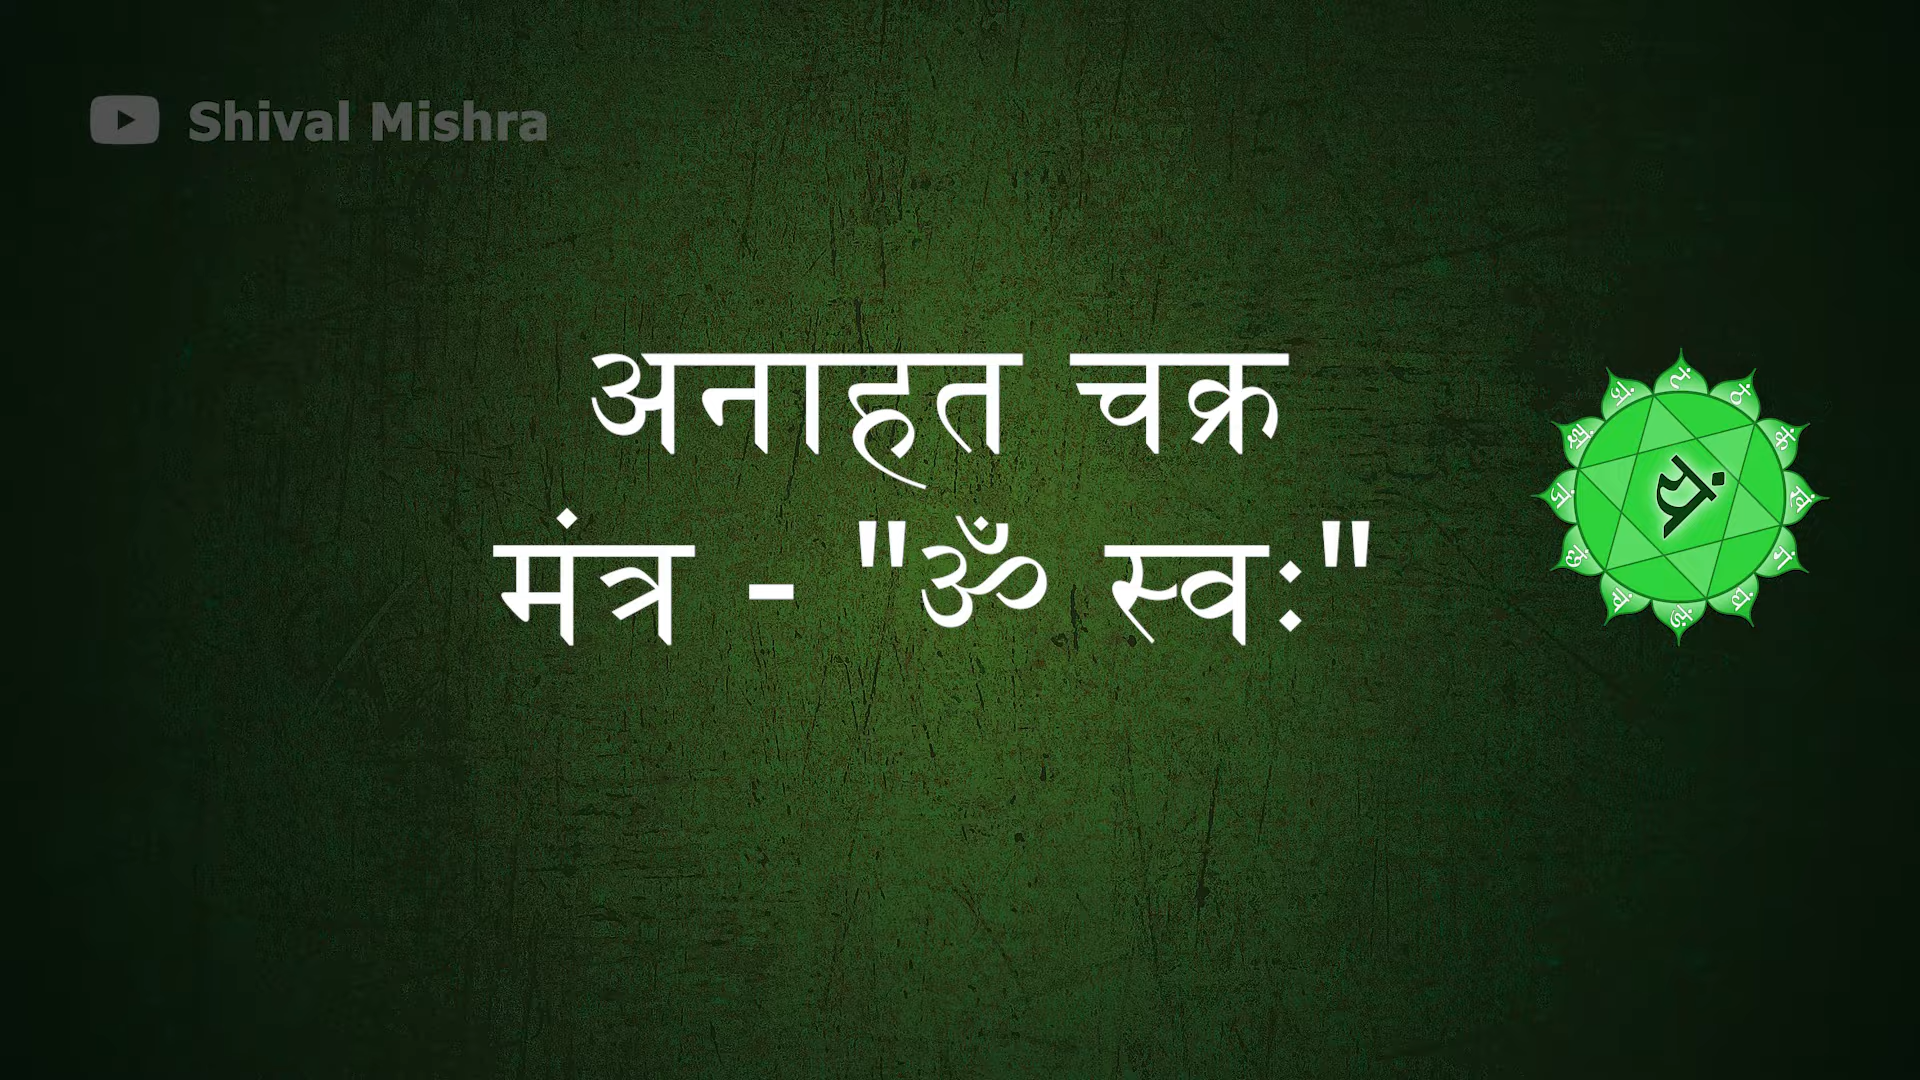 Shival Mishra
अनाहत चक्र
मंत्र - "ॐ स्वः"
यं